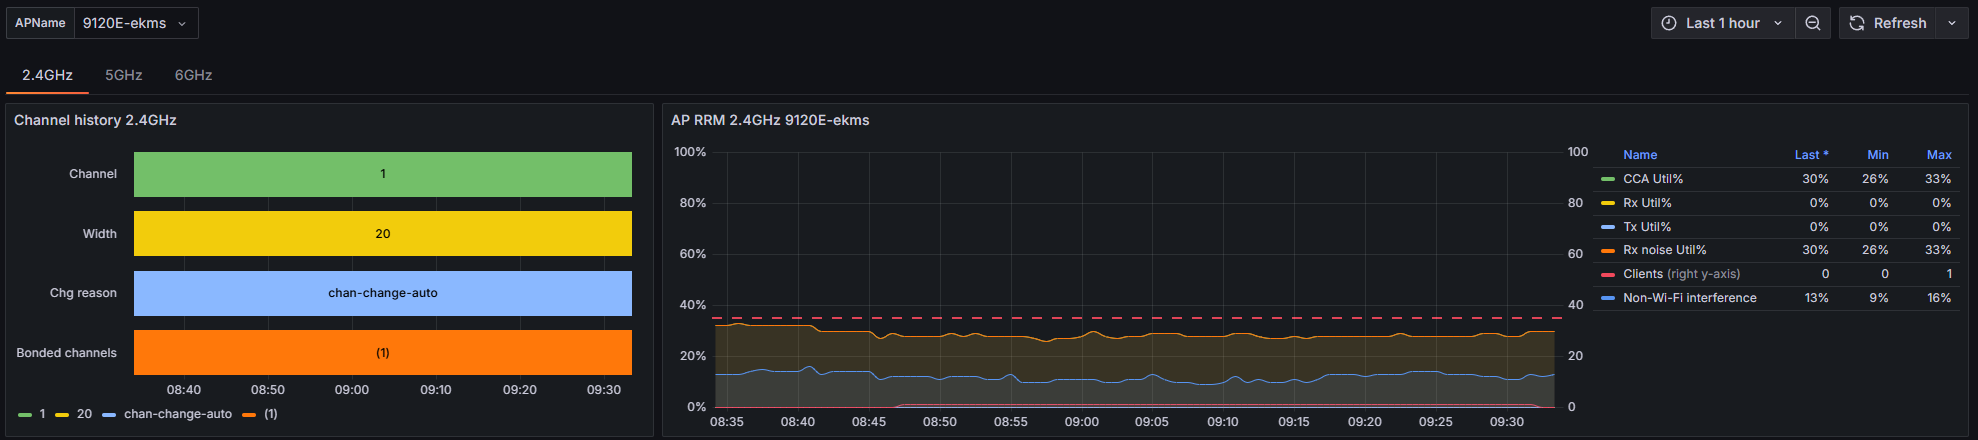 APName 9120E-ekms Last 1 hour Refresh
2.4GHz 5GHz 6GHz
Channel history 2.4GHz
Channel 1
Width 20
Chg reason chan-change-auto
Bonded channels (1)
08:40 08:50 09:00 09:10 09:20 09:30
1 20 chan-change-auto (1)
AP RRM 2.4GHz 9120E-ekms
100% 100
80% 80
60% 60
40% 40
20% 20
0% 0
08:35 08:40 08:45 08:50 08:55 09:00 09:05 09:10 09:15 09:20 09:25 09:30
Name Last * Min Max
CCA Util% 30% 26% 33%
Rx Util% 0% 0% 0%
Tx Util% 0% 0% 0%
Rx noise Util% 30% 26% 33%
Clients (right y-axis) 0 0 1
Non-Wi-Fi interference 13% 9% 16%